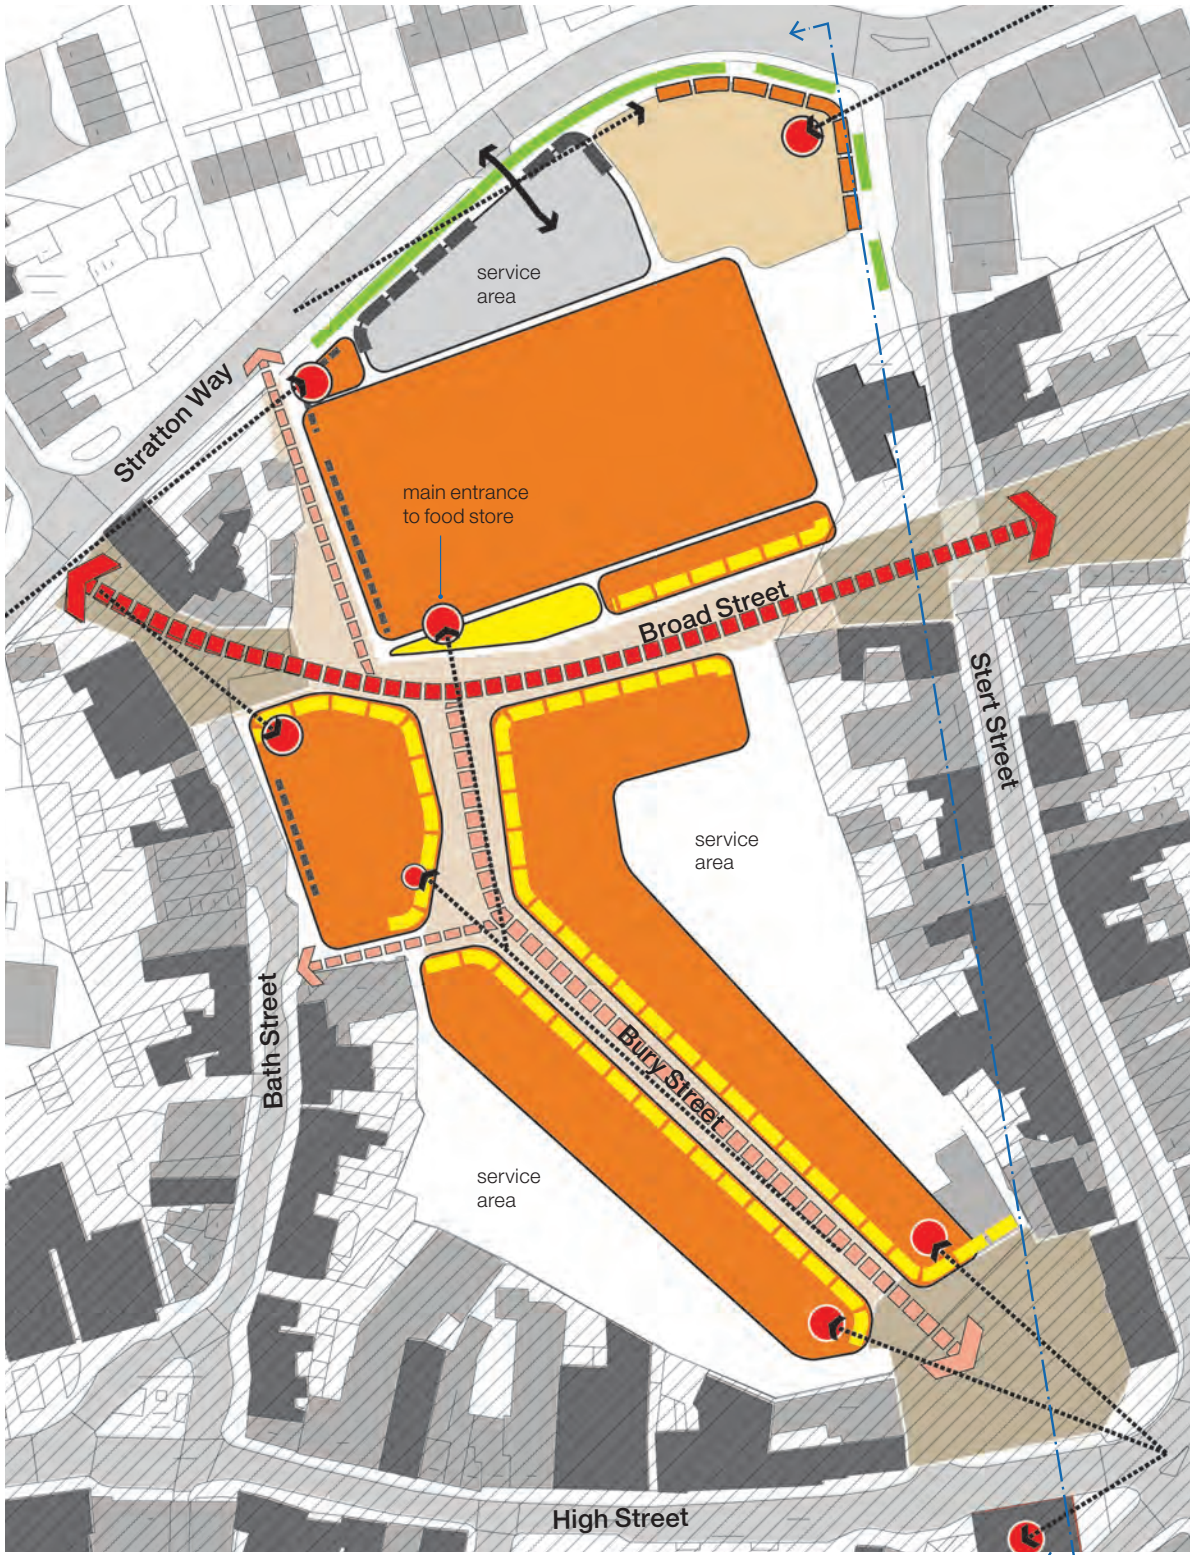 service
area
Stratton Way
main entrance
to food store
Broad Street
Stert Street
service
area
Bath Street
Bury Street
service
area
High Street